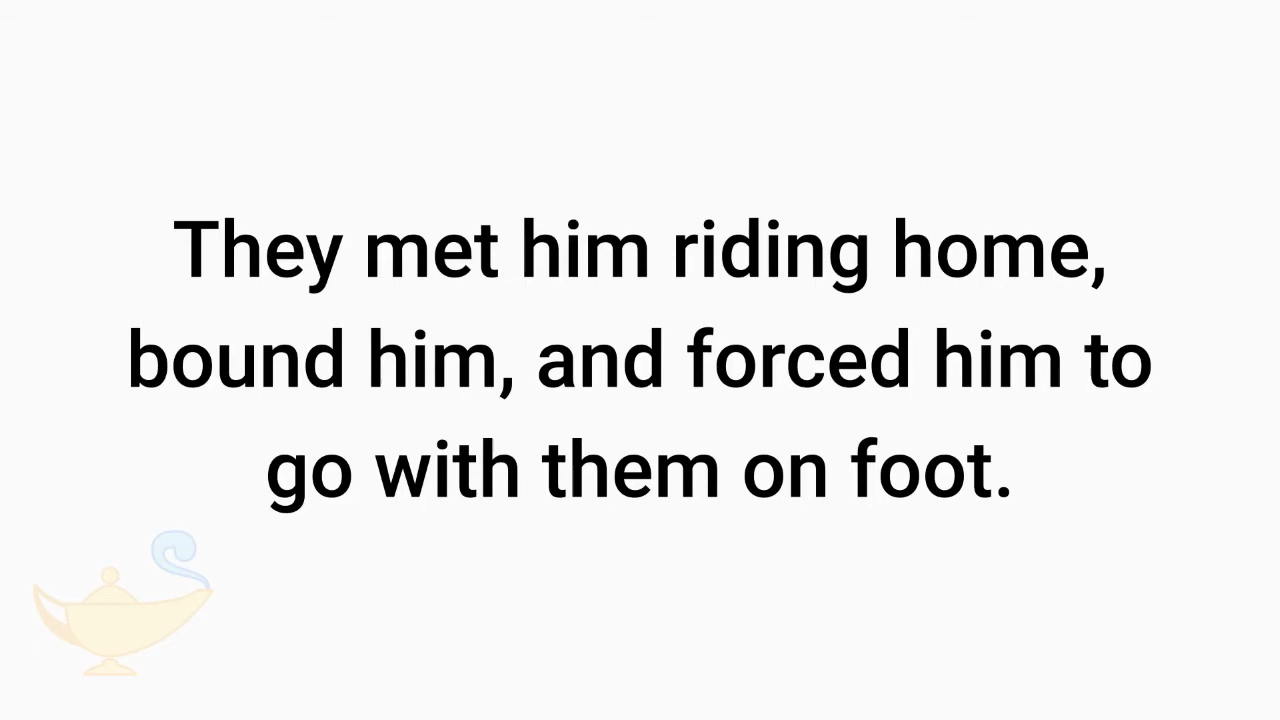 They met him riding home,
bound him, and forced him to
go with them on foot.